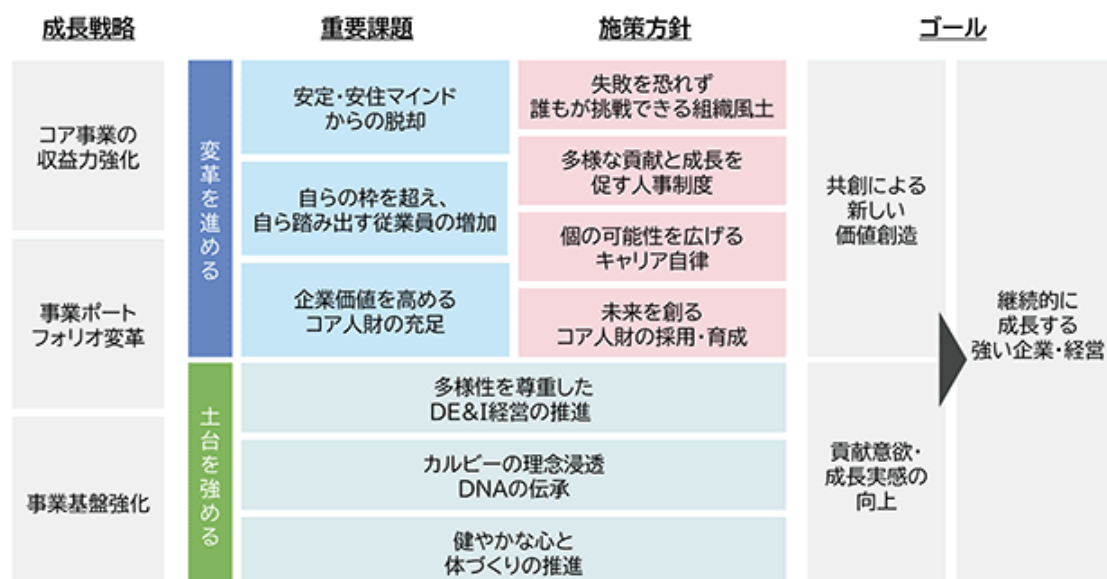 成長戦略
重要課題
施策方針
ゴール
コア事業の
収益力強化
事業ポート
フォリオ変革
事業基盤強化
変革を進める
安定・安住マインド
からの脱却
自らの枠を超え、
自ら踏み出す従業員の増加
企業価値を高める
コア人財の充足
失敗を恐れず
誰もが挑戦できる組織風土
多様な貢献と成長を
促す人事制度
個の可能性を広げる
キャリア自律
未来を創る
コア人財の採用・育成
土台を強める
多様性を尊重した
DE&I経営の推進
カルビーの理念浸透
DNAの伝承
健やかな心と
体づくりの推進
共創による
新しい
価値創造
貢献意欲・
成長実感の
向上
継続的に
成長する
強い企業・経営